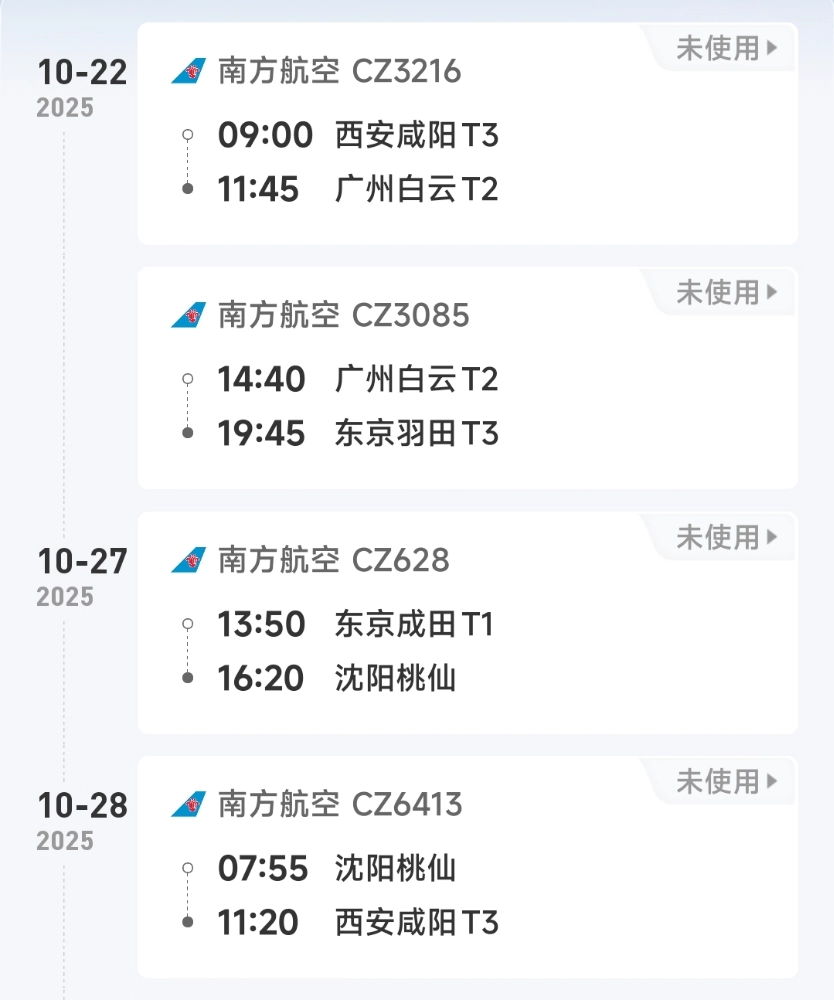 10-22
2025
南方航空 CZ3216
未使用
09:00 西安咸阳T3
11:45 广州白云T2
南方航空 CZ3085
未使用
14:40 广州白云T2
19:45 东京羽田T3
10-27
2025
南方航空 CZ628
未使用
13:50 东京成田T1
16:20 沈阳桃仙
10-28
2025
南方航空 CZ6413
未使用
07:55 沈阳桃仙
11:20 西安咸阳T3